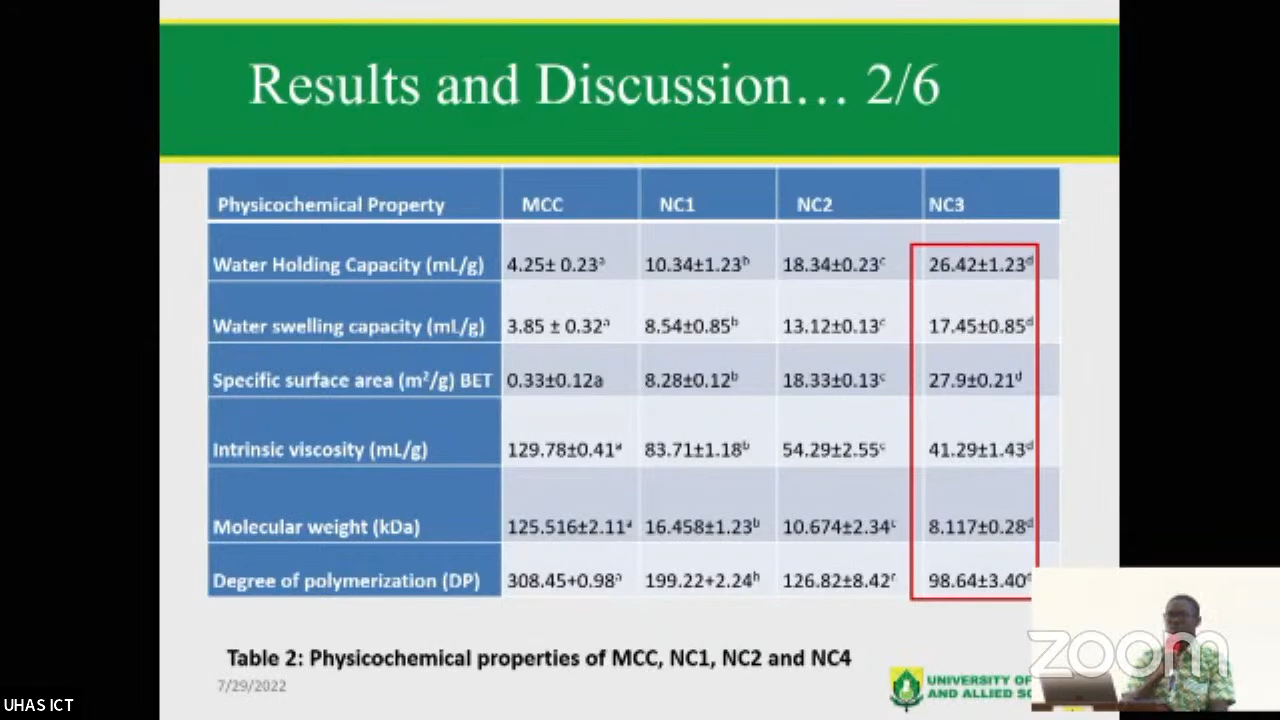 Results and Discussion… 2/6
Physicochemical Property MCC NC1 NC2 NC3
Water Holding Capacity (mL/g) 4.25± 0.23ᵃ 10.34±1.23ᵇ 18.34±0.23ᶜ 26.42±1.23ᵈ
Water swelling capacity (mL/g) 3.85 ± 0.32ᵃ 8.54±0.85ᵇ 13.12±0.13ᶜ 17.45±0.85ᵈ
Specific surface area (m²/g) BET 0.33±0.12a 8.28±0.12ᵇ 18.33±0.13ᶜ 27.9±0.21ᵈ
Intrinsic viscosity (mL/g) 129.78±0.41ᵃ 83.71±1.18ᵇ 54.29±2.55ᶜ 41.29±1.43ᵈ
Molecular weight (kDa) 125.516±2.11ᵃ 16.458±1.23ᵇ 10.674±2.34ᶜ 8.117±0.28ᵈ
Degree of polymerization (DP) 308.45+0.98ᵃ 199.22+2.24ᵇ 126.82±8.42ᶜ 98.64±3.40ᵈ
Table 2: Physicochemical properties of MCC, NC1, NC2 and NC4
7/29/2022
UNIVERSITY OF
AND ALLIED
zoom
UHAS ICT